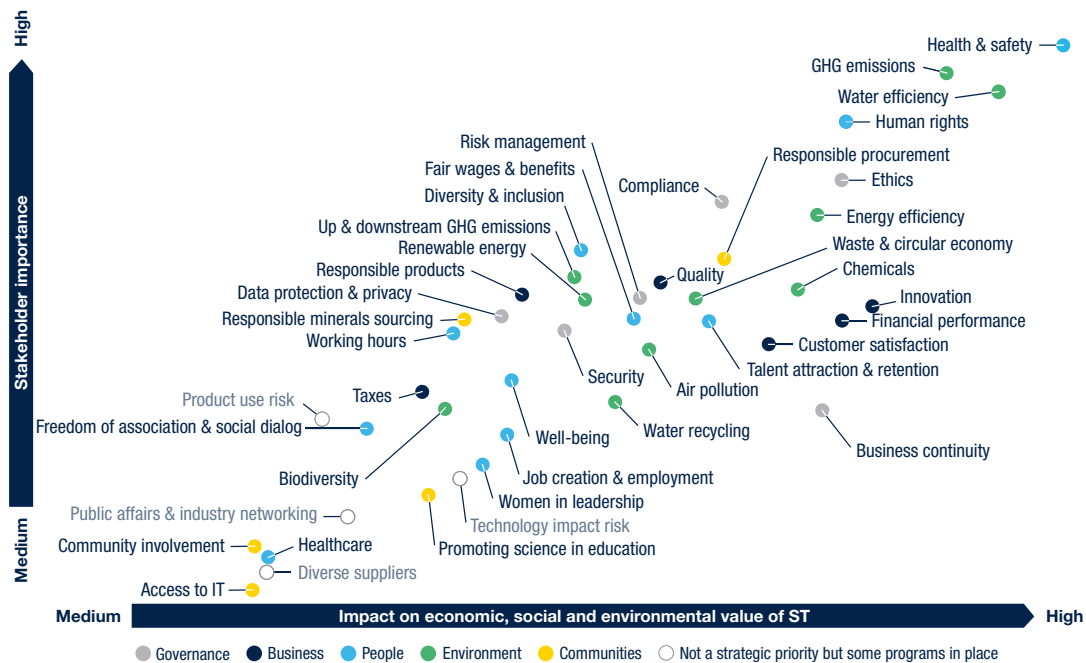 High
Stakeholder importance
Medium
Health & safety
GHG emissions
Water efficiency
Human rights
Risk management
Responsible procurement
Fair wages & benefits
Compliance
Ethics
Diversity & inclusion
Energy efficiency
Up & downstream GHG emissions
Renewable energy
Waste & circular economy
Responsible products
Quality
Chemicals
Data protection & privacy
Innovation
Responsible minerals sourcing
Financial performance
Working hours
Customer satisfaction
Talent attraction & retention
Security
Air pollution
Taxes
Product use risk
Freedom of association & social dialog
Well-being
Water recycling
Business continuity
Biodiversity
Job creation & employment
Women in leadership
Public affairs & industry networking
Technology impact risk
Community involvement
Healthcare
Promoting science in education
Diverse suppliers
Access to IT
Medium
Impact on economic, social and environmental value of ST
High
Governance
Business
People
Environment
Communities
Not a strategic priority but some programs in place